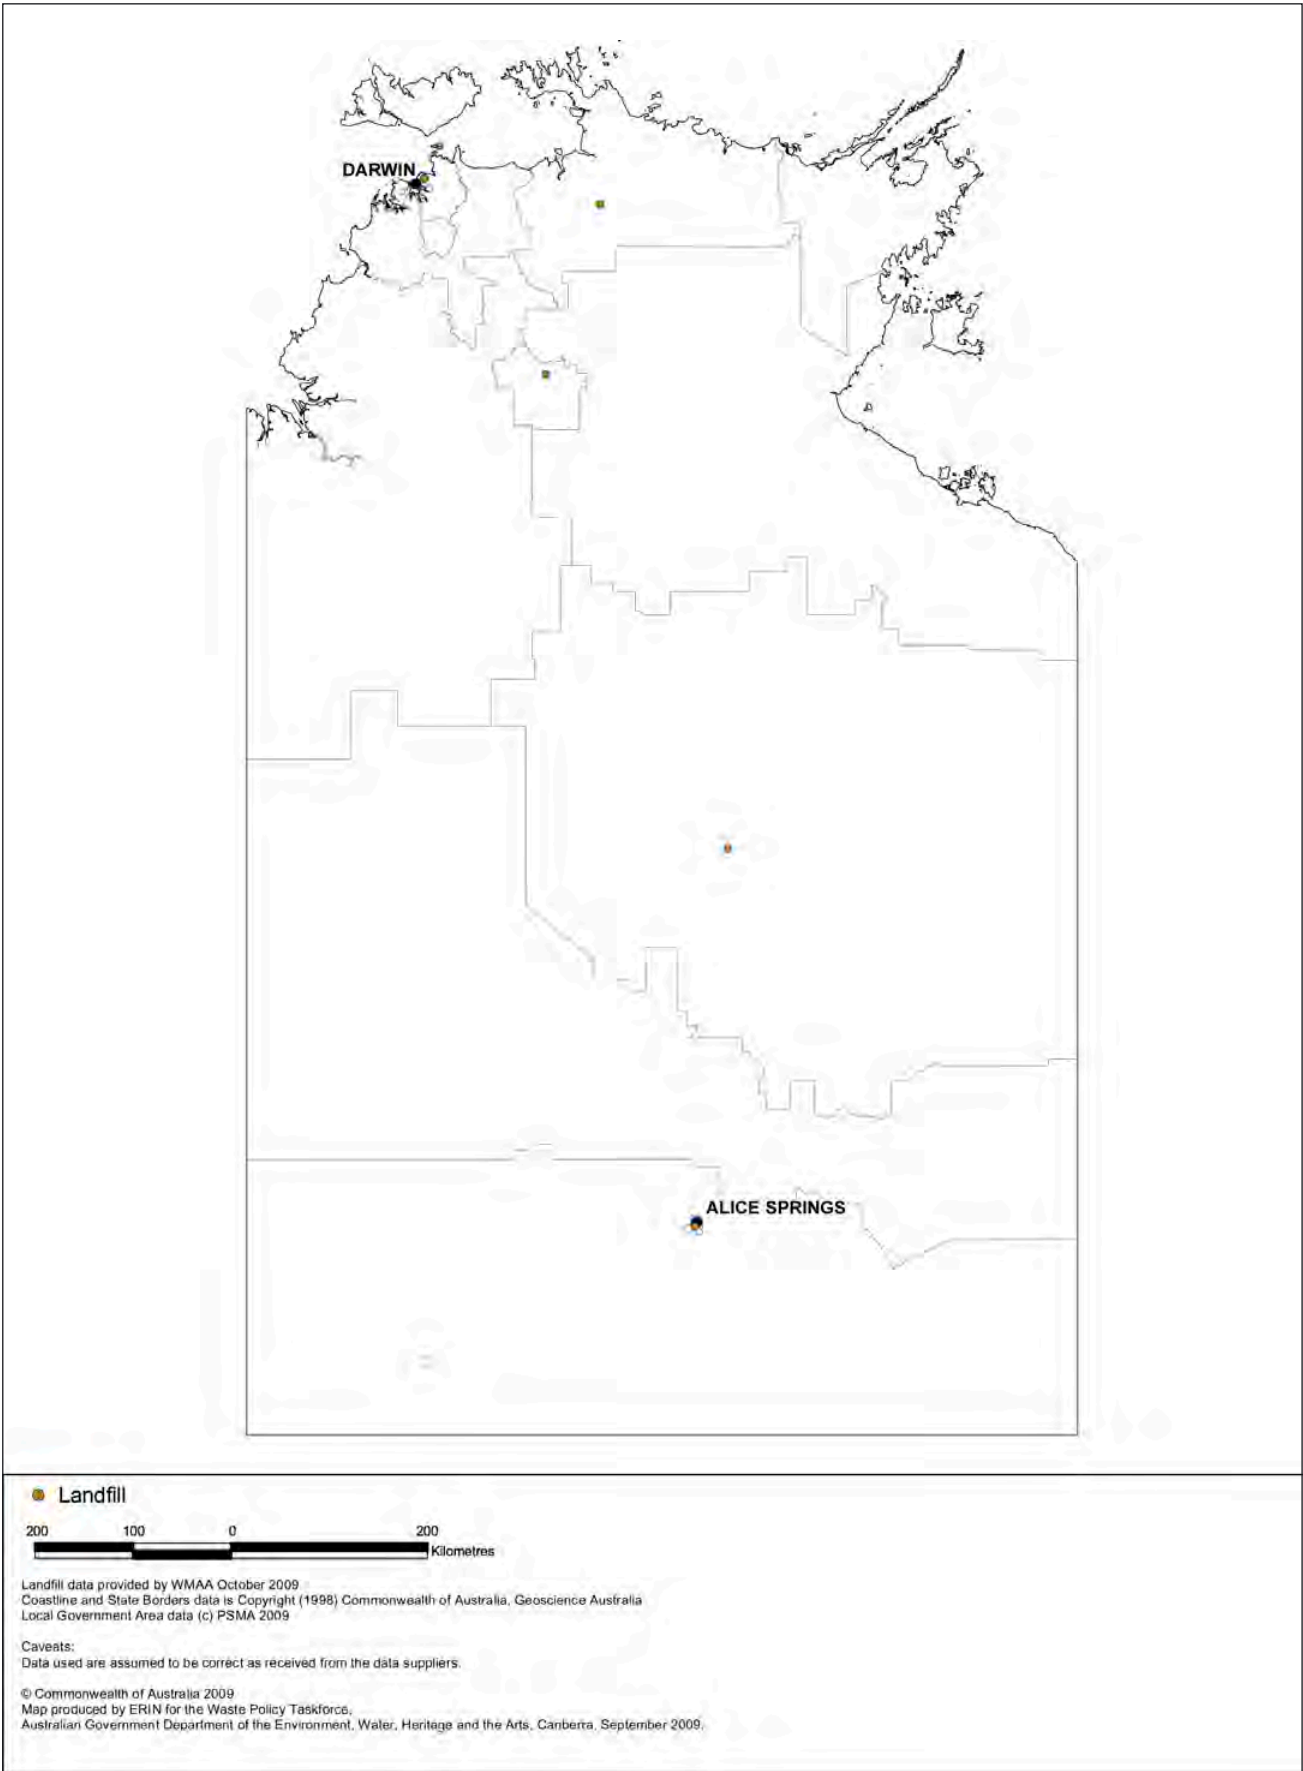 DARWIN
ALICE SPRINGS
Landfill
200 100 0 200
Kilometres
Landfill data provided by WMAA October 2009
Coastline and State Borders data is Copyright (1998) Commonwealth of Australia, Geoscience Australia
Local Government Area data (c) PSMA 2009
Caveats:
Data used are assumed to be correct as received from the data suppliers.
© Commonwealth of Australia 2009
Map produced by ERIN for the Waste Policy Taskforce,
Australian Government Department of the Environment, Water, Heritage and the Arts, Canberra, September 2009.